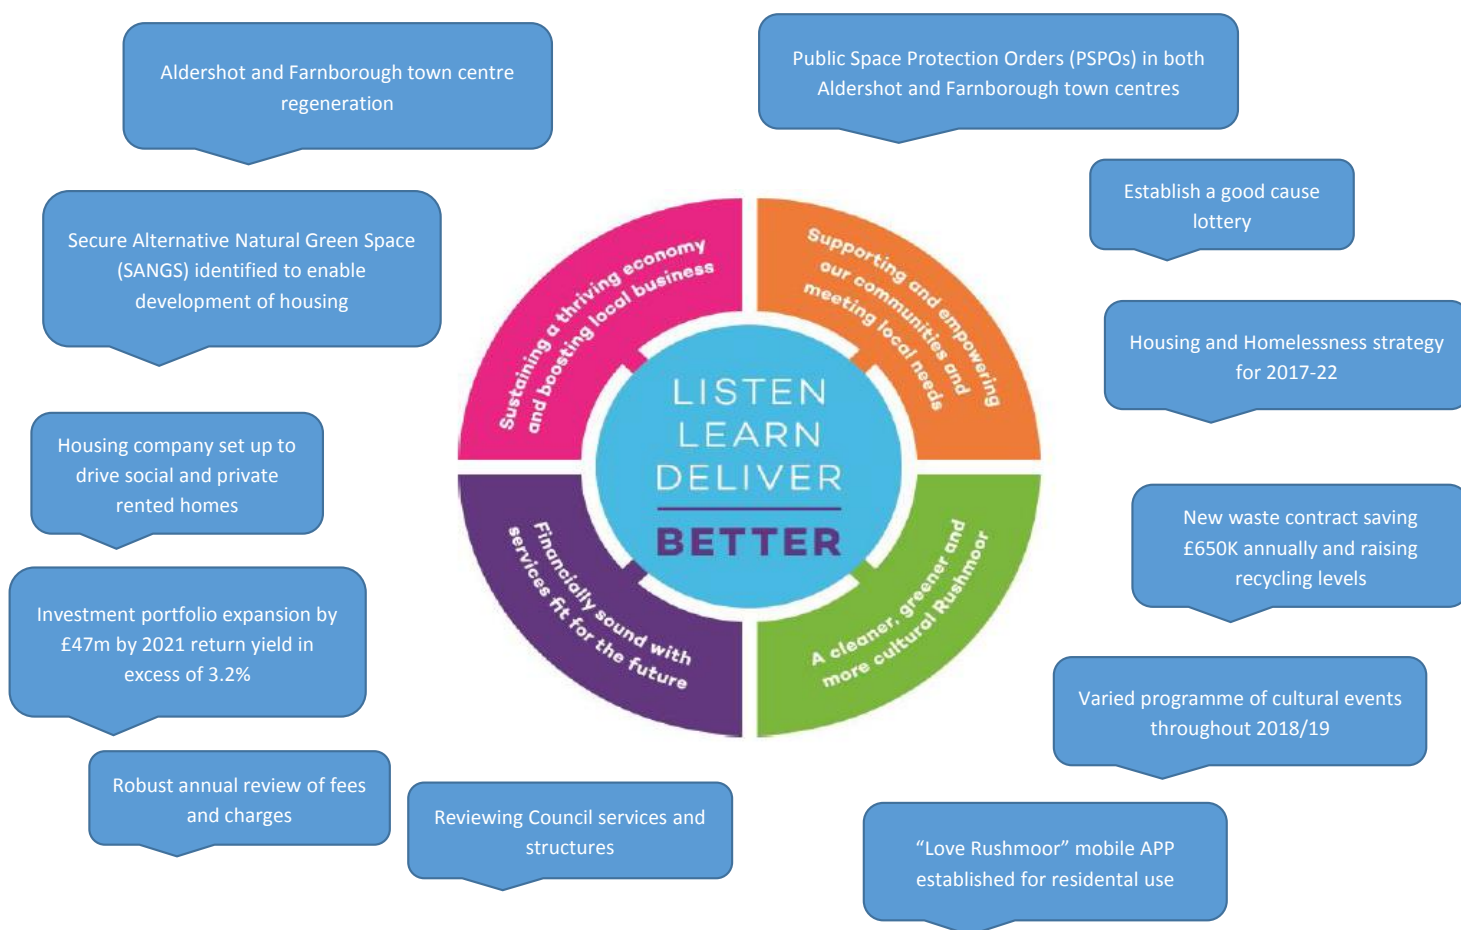 Aldershot and Farnborough town centre
regeneration
Public Space Protection Orders (PSPOs) in both
Aldershot and Farnborough town centres
Secure Alternative Natural Green Space
(SANGS) identified to enable
development of housing
Establish a good cause
lottery
Housing and Homelessness strategy
for 2017-22
Housing company set up to
drive social and private
rented homes
New waste contract saving
£650K annually and raising
recycling levels
Investment portfolio expansion by
£47m by 2021 return yield in
excess of 3.2%
Varied programme of cultural events
throughout 2018/19
Robust annual review of fees
and charges
Reviewing Council services and
structures
“Love Rushmoor” mobile APP
established for residental use
Sustaining a thriving economy
and boosting local business
Supporting and empowering
our communities and
meeting local needs
LISTEN
LEARN
DELIVER
BETTER
Financially sound with
services fit for the future
A cleaner, greener and
more cultural Rushmoor